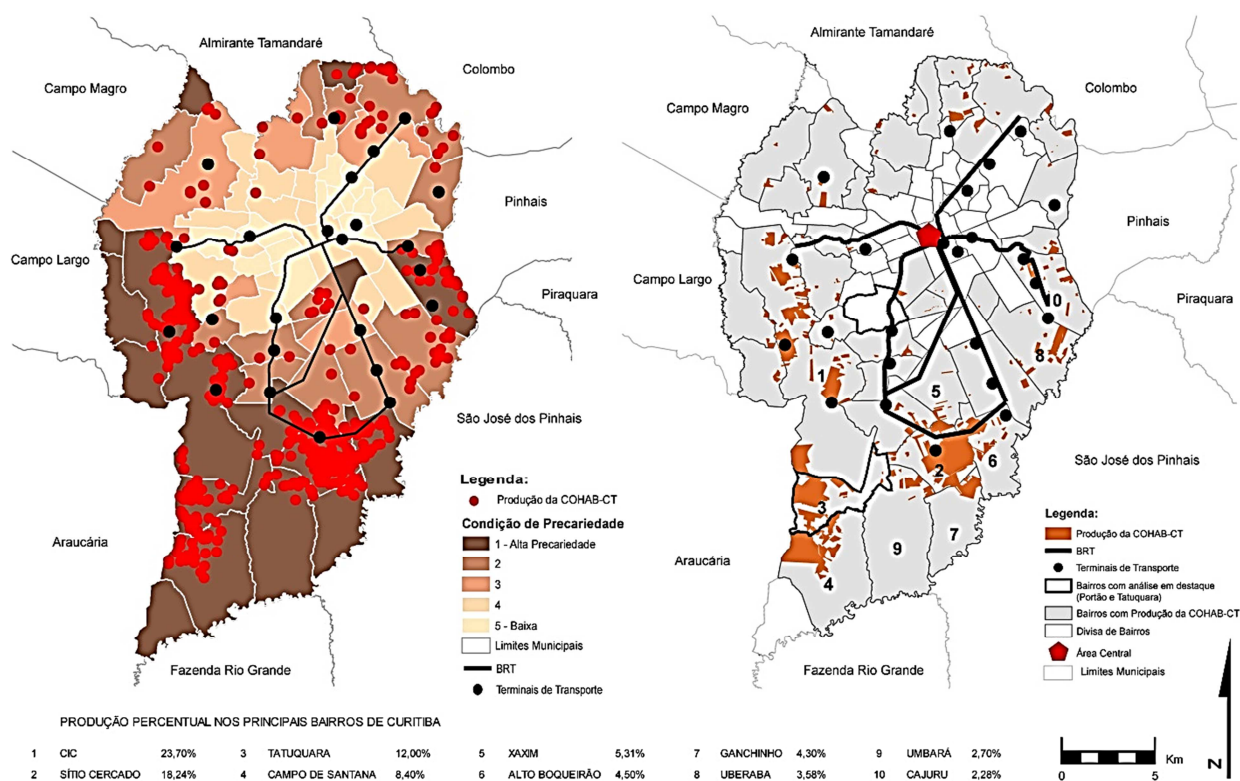 Almirante Tamandaré
Colombo
Campo Magro
Pinhais
Campo Largo
Piraquara
São José dos Pinhais
Araucária
Fazenda Rio Grande
Legenda:
Produção da COHAB-CT
Condição de Precariedade
1 - Alta Precariedade
2
3
4
5 - Baixa
Limites Municipais
BRT
Terminais de Transporte
Almirante Tamandaré
Colombo
Campo Magro
Pinhais
Campo Largo
Piraquara
10
8
1
5
São José dos Pinhais
2
6
3
7
9
Araucária
4
Fazenda Rio Grande
Legenda:
Produção da COHAB-CT
BRT
Terminais de Transporte
Bairros com análise em destaque
(Portão e Tatuquara)
Bairros com Produção da COHAB-CT
Divisa de Bairros
Área Central
Limites Municipais
N
PRODUÇÃO PERCENTUAL NOS PRINCIPAIS BAIRROS DE CURITIBA
1 CIC 23,70% 3 TATUQUARA 12,00% 5 XAXIM 5,31% 7 GANCHINHO 4,30% 9 UMBARÁ 2,70%
2 SÍTIO CERCADO 18,24% 4 CAMPO DE SANTANA 8,40% 6 ALTO BOQUEIRÃO 4,50% 8 UBERABA 3,58% 10 CAJURU 2,28%
Km
0 5